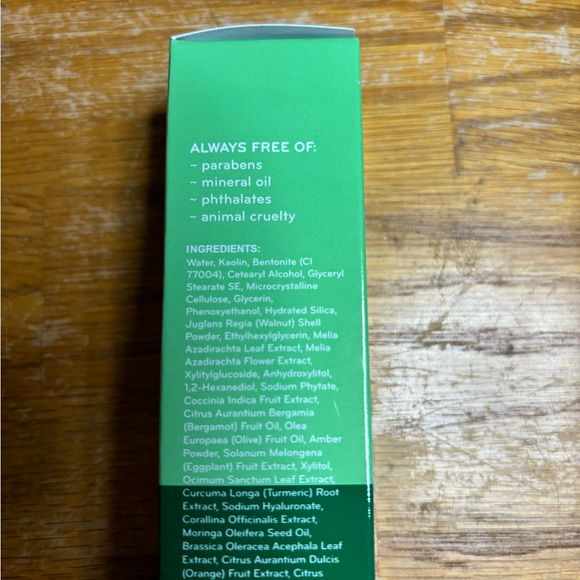 ALWAYS FREE OF:
~ parabens
~ mineral oil
~ phthalates
~ animal cruelty
INGREDIENTS:
Water, Kaolin, Bentonite (CI
77004), Cetearyl Alcohol, Glyceryl
Stearate SE, Microcrystalline
Cellulose, Glycerin,
Phenoxyethanol, Hydrated Silica,
Juglans Regia (Walnut) Shell
Powder, Ethylhexylglycerin, Melia
Azadirachta Leaf Extract, Melia
Azadirachta Flower Extract,
Xylitylglucoside, Anhydroxylitol,
1,2-Hexanediol, Sodium Phytate,
Coccinia Indica Fruit Extract,
Citrus Aurantium Bergamia
(Bergamot) Fruit Oil, Olea
Europaea (Olive) Fruit Oil, Amber
Powder, Solanum Melongena
(Eggplant) Fruit Extract, Xylitol,
Ocimum Sanctum Leaf Extract,
Curcuma Longa (Turmeric) Root
Extract, Sodium Hyaluronate,
Corallina Officinalis Extract,
Moringa Oleifera Seed Oil,
Brassica Oleracea Acephala Leaf
Extract, Citrus Aurantium Dulcis
(Orange) Fruit Extract, Citrus